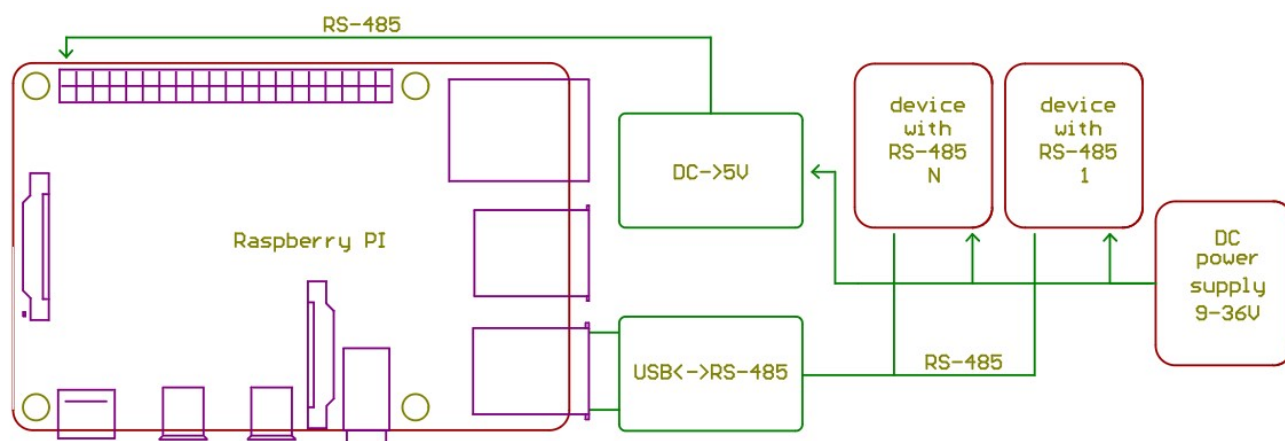 RS-485
device
with
RS-485
N
device
with
RS-485
1
DC->5V
Raspberry PI
DC
power
supply
9-36V
USB<->RS-485
RS-485